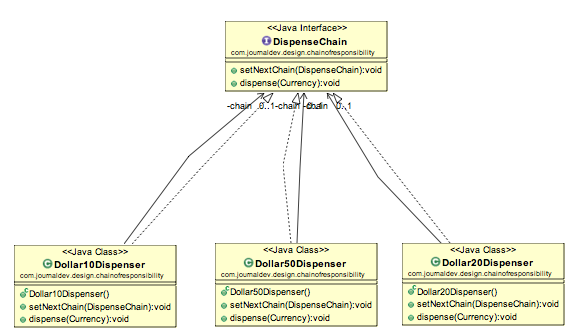 <<Java Interface>>
DispenseChain
com.journaldev.design.chainofresponsibility
setNextChain(DispenseChain):void
dispense(Currency):void
-chain 0..1 -chain 0..1 -chain 0..1
<<Java Class>>
Dollar10Dispenser
com.journaldev.design.chainofresponsibility
Dollar10Dispenser()
setNextChain(DispenseChain):void
dispense(Currency):void
<<Java Class>>
Dollar50Dispenser
com.journaldev.design.chainofresponsibility
Dollar50Dispenser()
setNextChain(DispenseChain):void
dispense(Currency):void
<<Java Class>>
Dollar20Dispenser
com.journaldev.design.chainofresponsibility
Dollar20Dispenser()
setNextChain(DispenseChain):void
dispense(Currency):void